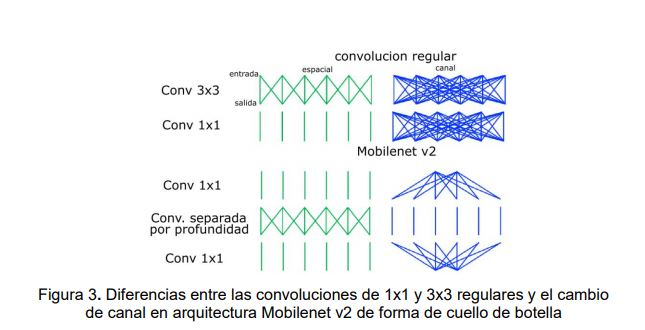 convolucion regular
entrada
espacial
canal
Conv 3x3
salida
Conv 1x1
Mobilenet v2
Conv 1x1
Conv. separada
por profundidad
Conv 1x1
Figura 3. Diferencias entre las convoluciones de 1x1 y 3x3 regulares y el cambio
de canal en arquitectura Mobilenet v2 de forma de cuello de botella